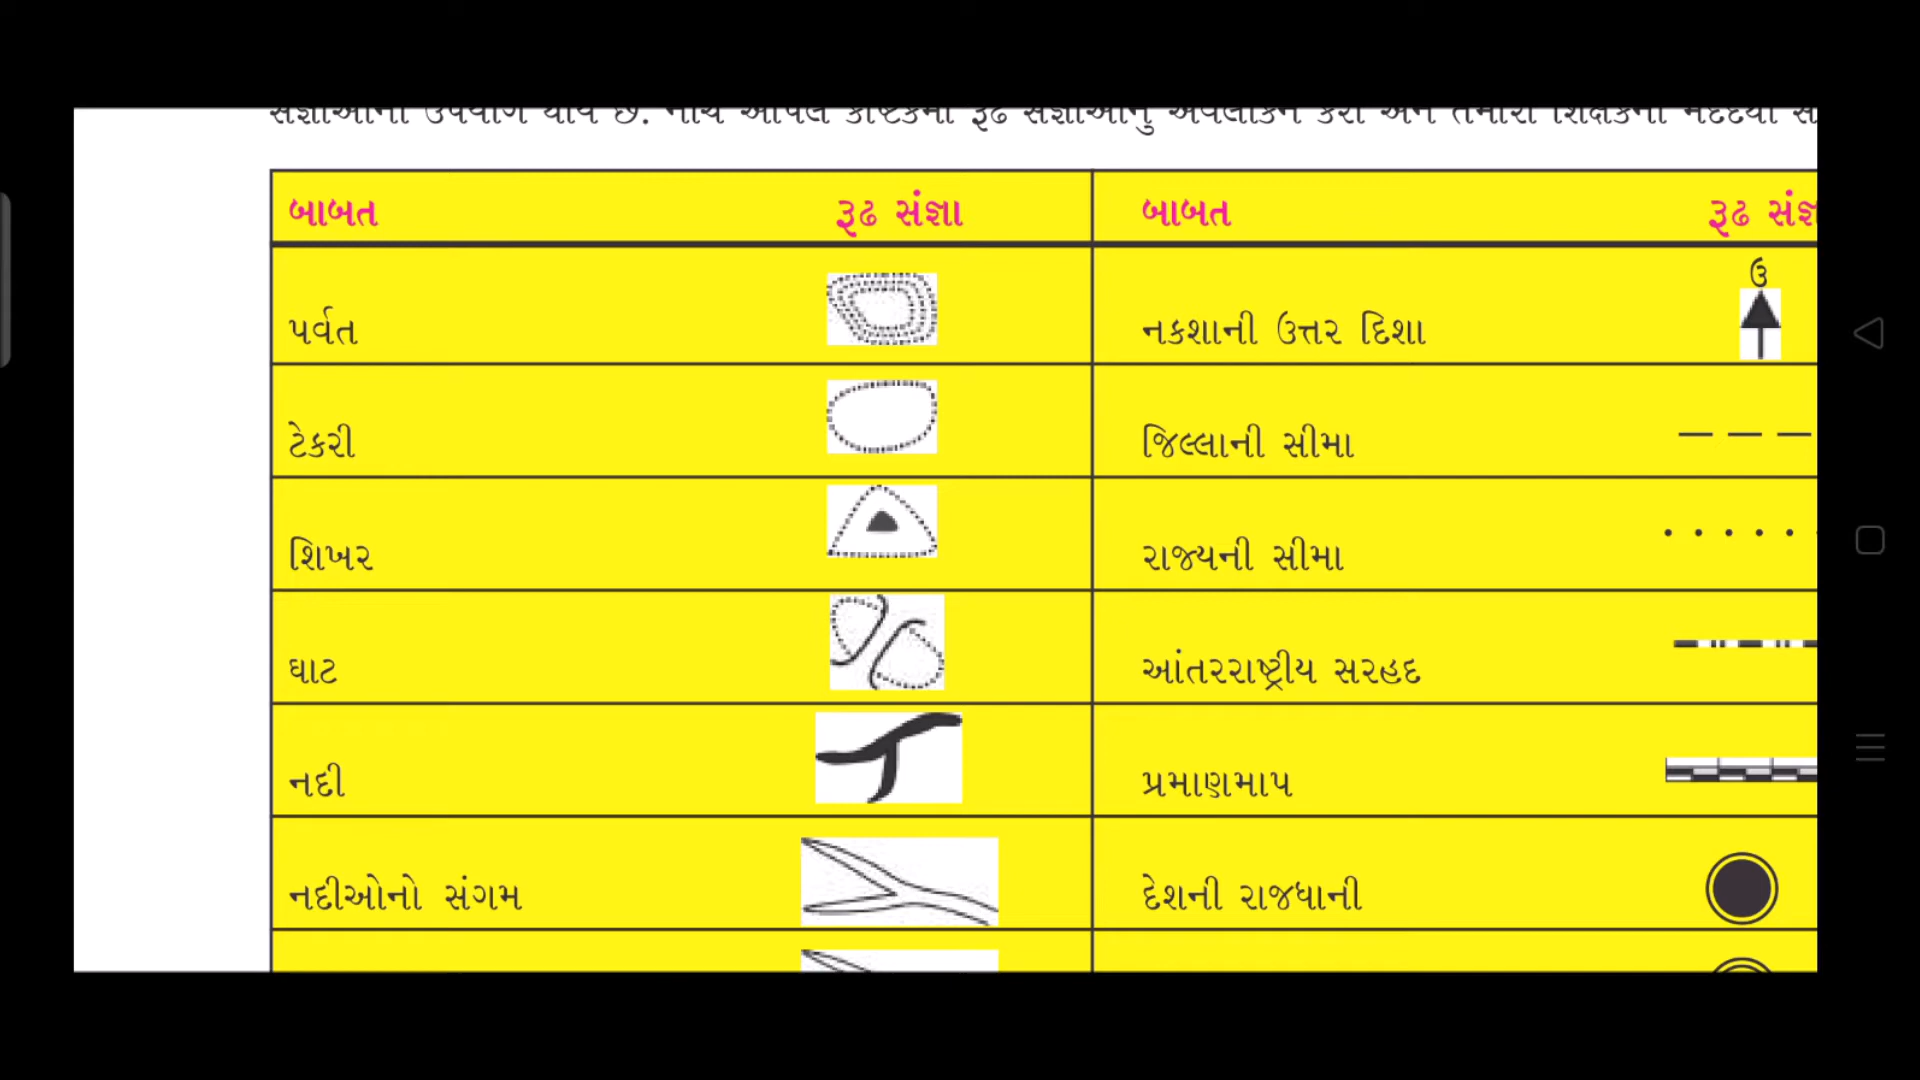 બાબત રૂઢ સંજ્ઞા બાબત રૂઢ
ઉ
પર્વત નકશાની ઉત્તર દિશા
ટેકરી જિલ્લાની સીમા
શિખર રાજ્યની સીમા
ઘાટ આંતરરાષ્ટ્રીય સરહદ
નદી પ્રમાણમાપ
નદીઓનો સંગમ દેશની રાજધાની